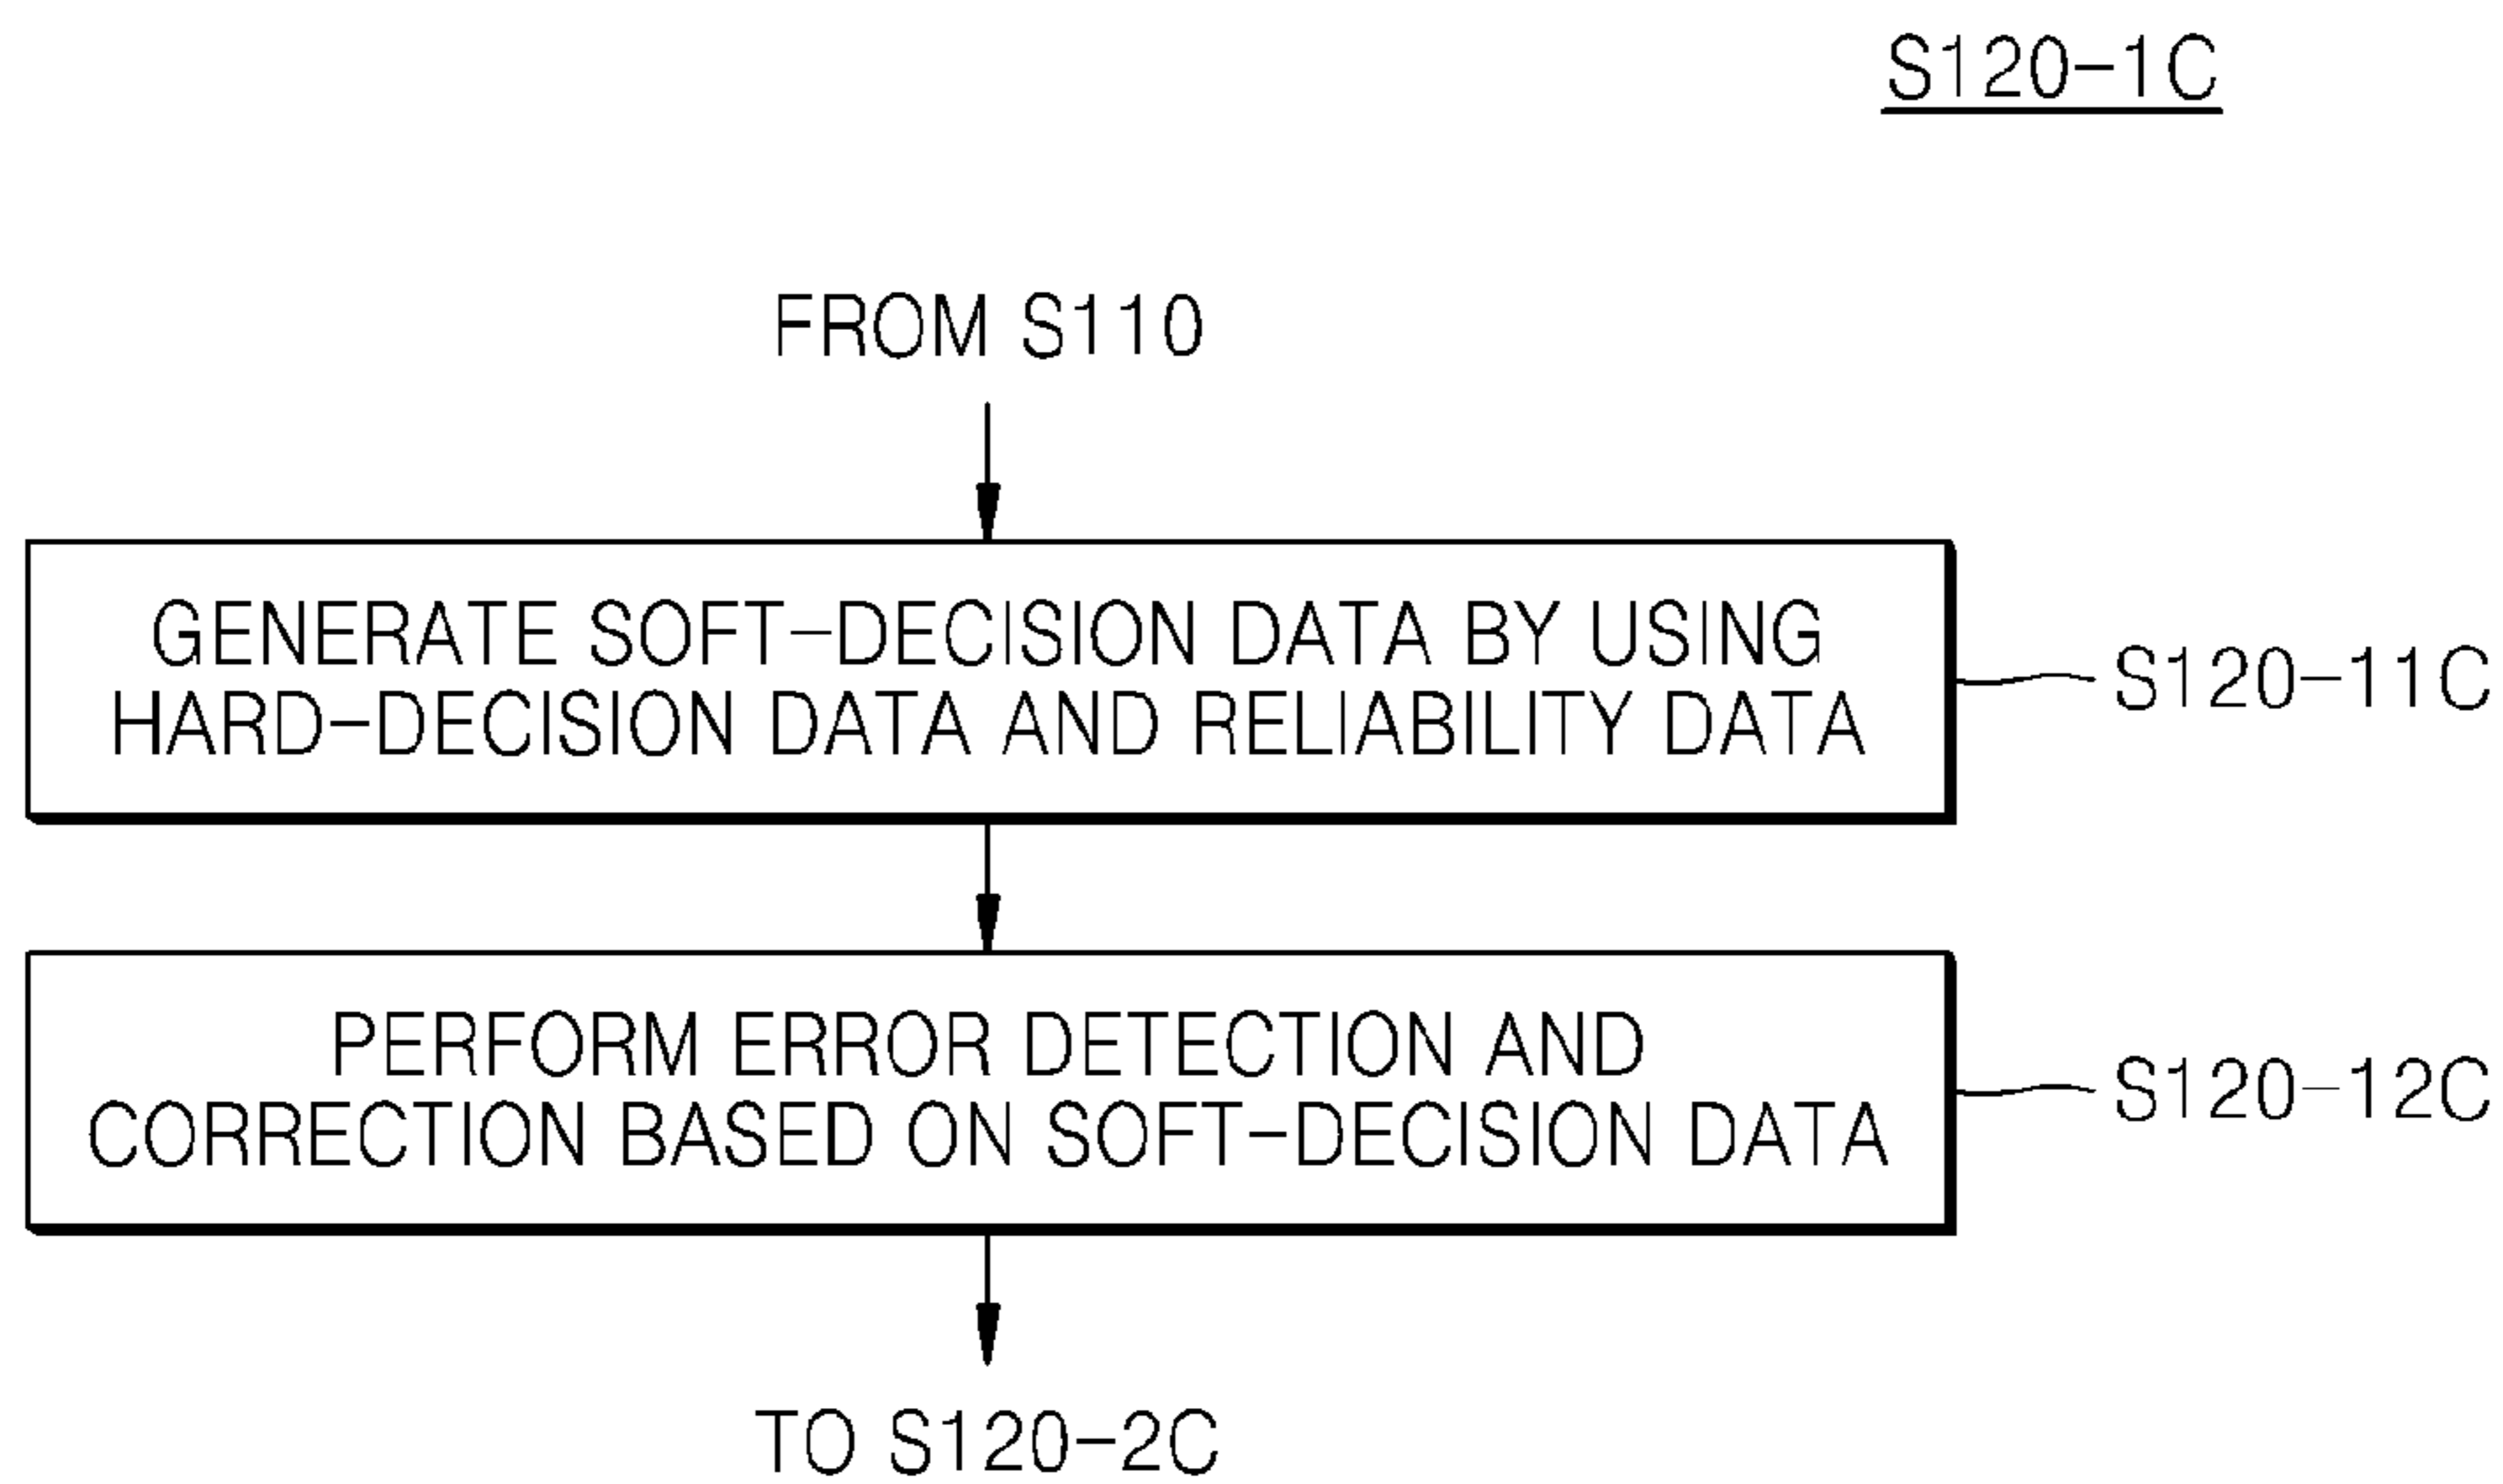 S120-1C
FROM S110
GENERATE SOFT-DECISION DATA BY USING
HARD-DECISION DATA AND RELIABILITY DATA
S120-11C
PERFORM ERROR DETECTION AND
CORRECTION BASED ON SOFT-DECISION DATA
S120-12C
TO S120-2C